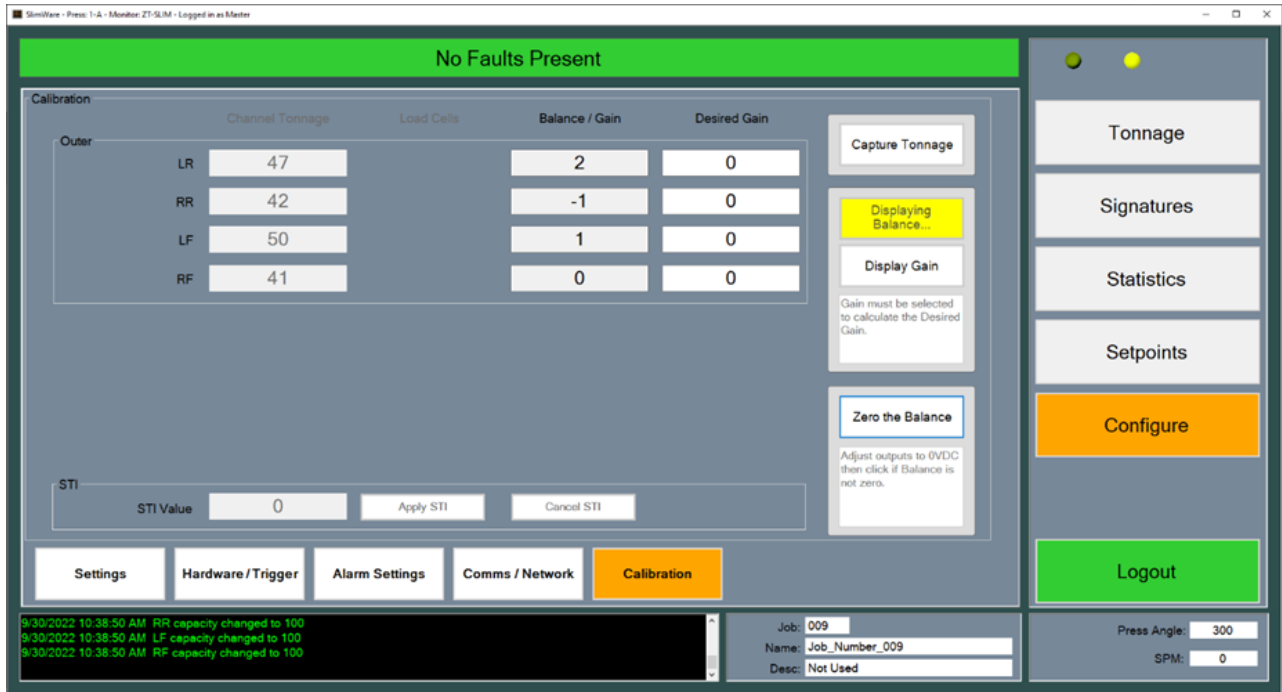 SlimWare - Press: 1-A - Monitor: ZT-SLIM - Logged in as Master
No Faults Present
Calibration
Channel Tonnage Load Cells Balance / Gain Desired Gain
Outer
LR 47 2 0
RR 42 -1 0
LF 50 1 0
RF 41 0 0
Capture Tonnage
Displaying
Balance...
Display Gain
Gain must be selected
to calculate the Desired
Gain.
Zero the Balance
Adjust outputs to 0VDC
then click if Balance is
not zero.
STI
STI Value 0 Apply STI Cancel STI
Settings Hardware / Trigger Alarm Settings Comms / Network Calibration
Tonnage
Signatures
Statistics
Setpoints
Configure
Logout
9/30/2022 10:38:50 AM RR capacity changed to 100
9/30/2022 10:38:50 AM LF capacity changed to 100
9/30/2022 10:38:50 AM RF capacity changed to 100
Job: 009
Name: Job_Number_009
Desc: Not Used
Press Angle: 300
SPM: 0